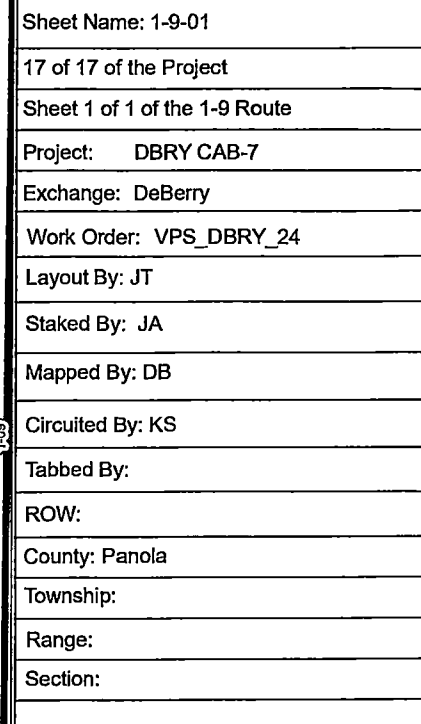 Sheet Name: 1-9-01
17 of 17 of the Project
Sheet 1 of 1 of the 1-9 Route
Project: DBRY CAB-7
Exchange: DeBerry
Work Order: VPS_DBRY_24
Layout By: JT
Staked By: JA
Mapped By: DB
Circuited By: KS
Tabbed By:
ROW:
County: Panola
Township:
Range:
Section: